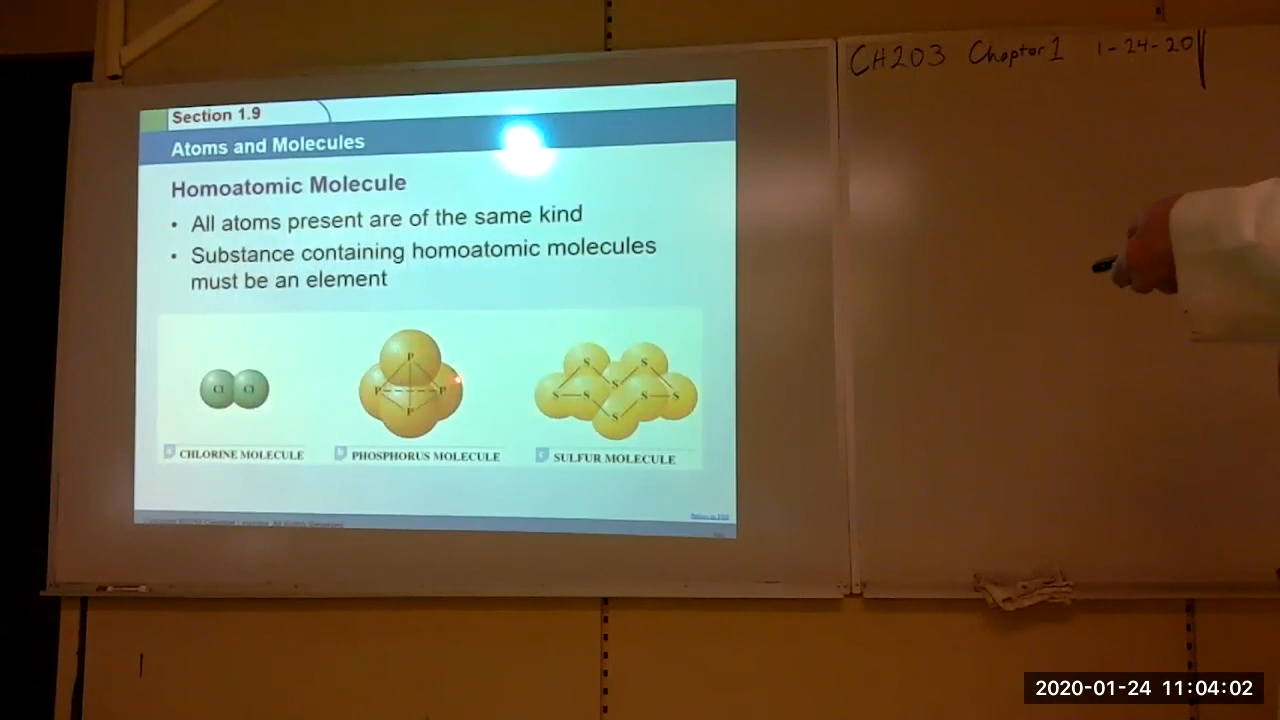 CH203 Chapter 1 1-24-20
Section 1.9
Atoms and Molecules
Homoatomic Molecule
• All atoms present are of the same kind
• Substance containing homoatomic molecules
must be an element
Cl Cl
P
P P
P
S S
S
S S S S
S
CHLORINE MOLECULE
PHOSPHORUS MOLECULE
SULFUR MOLECULE
2020-01-24 11:04:02